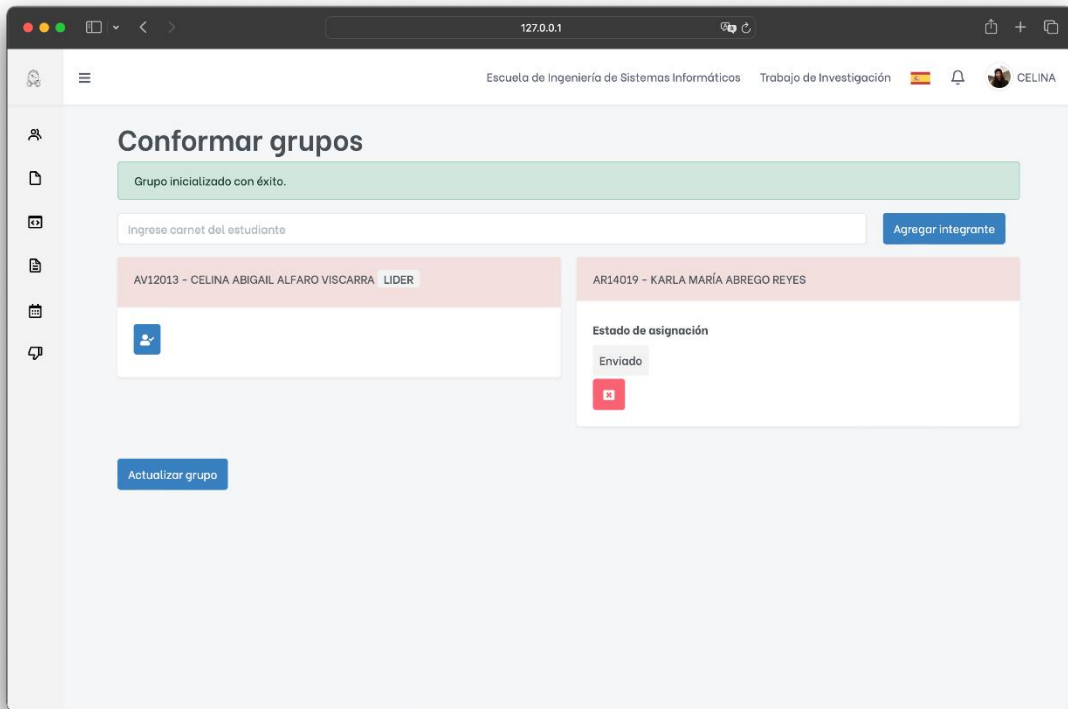 127.0.0.1
Escuela de Ingeniería de Sistemas Informáticos Trabajo de Investigación CELINA
Conformar grupos
Grupo inicializado con éxito.
Ingrese carnet del estudiante
Agregar integrante
AV12013 - CELINA ABIGAIL ALFARO VISCARRA LIDER
AR14019 - KARLA MARÍA ABREGO REYES
Estado de asignación
Enviado
Actualizar grupo